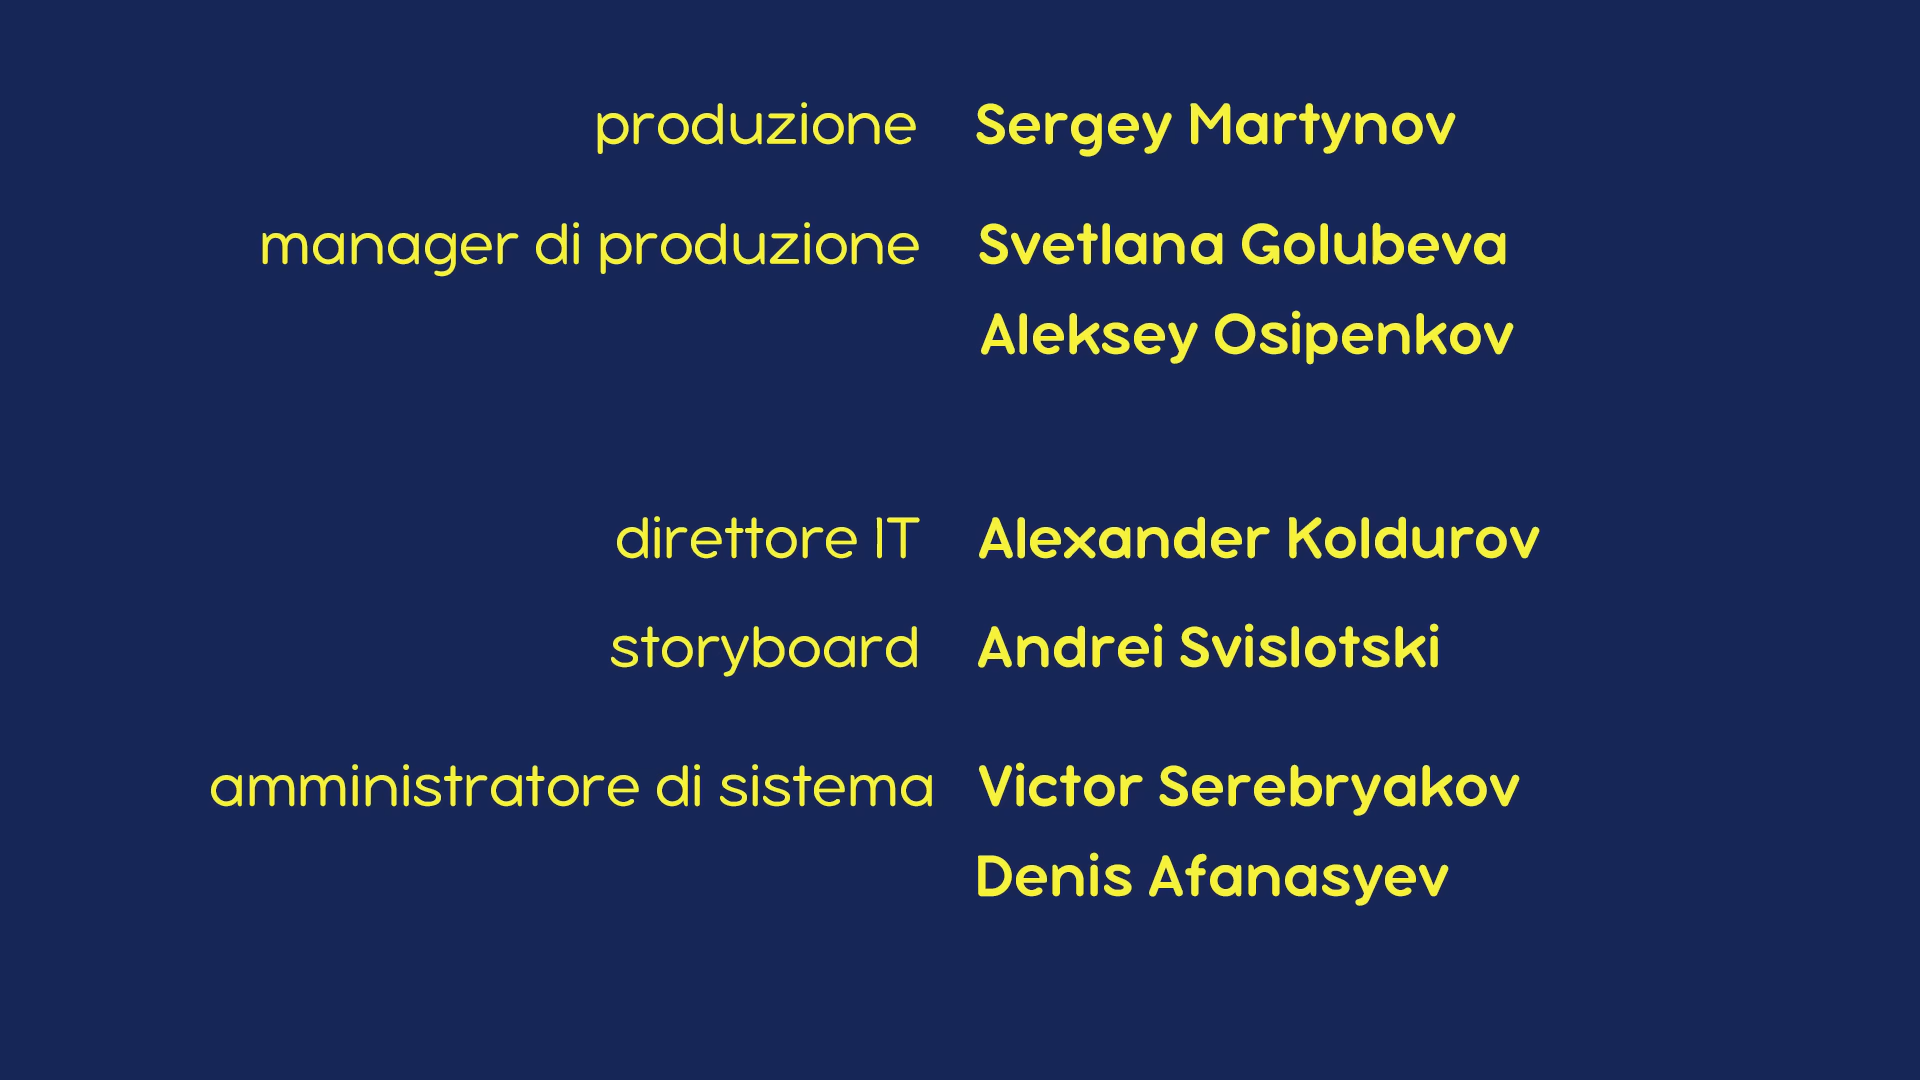 produzione Sergey Martynov
manager di produzione Svetlana Golubeva
Aleksey Osipenkov
direttore IT Alexander Koldurov
storyboard Andrei Svislotski
amministratore di sistema Victor Serebryakov
Denis Afanasyev